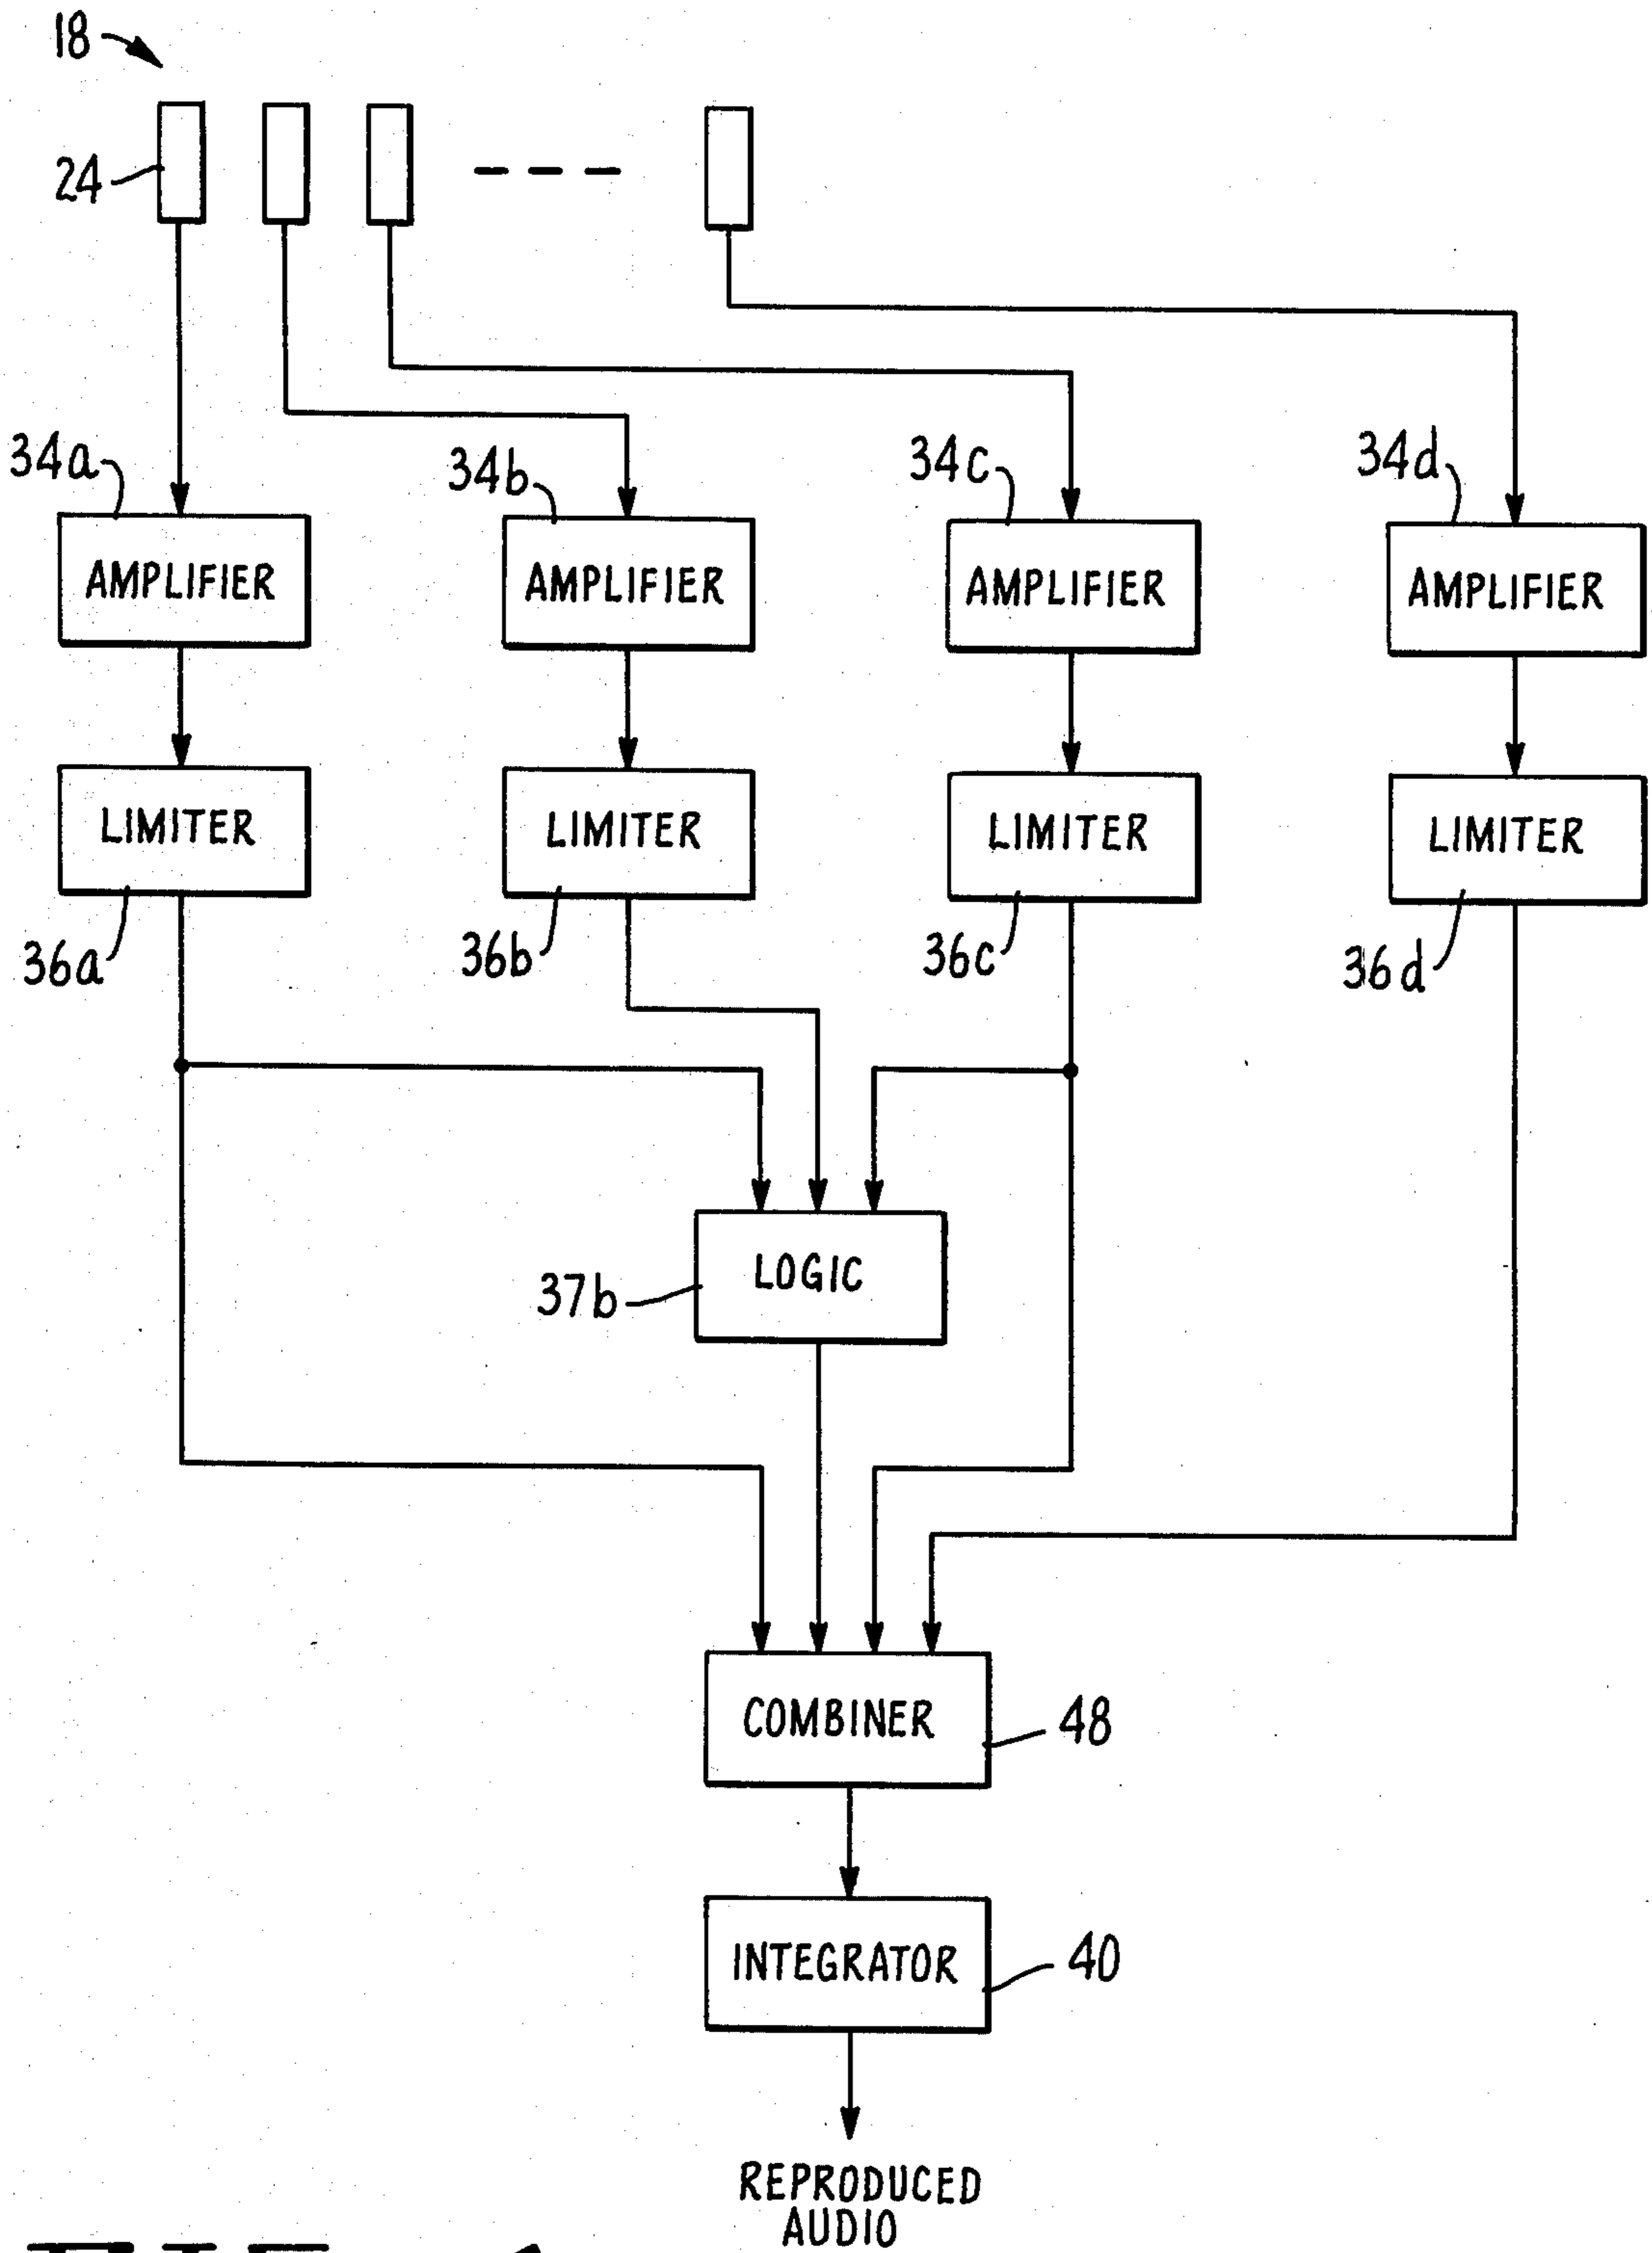 18
24
34a
34b
34c
34d
AMPLIFIER
AMPLIFIER
AMPLIFIER
AMPLIFIER
LIMITER
LIMITER
LIMITER
LIMITER
36a
36b
36c
36d
LOGIC
37b
COMBINER
48
INTEGRATOR
40
REPRODUCED
AUDIO